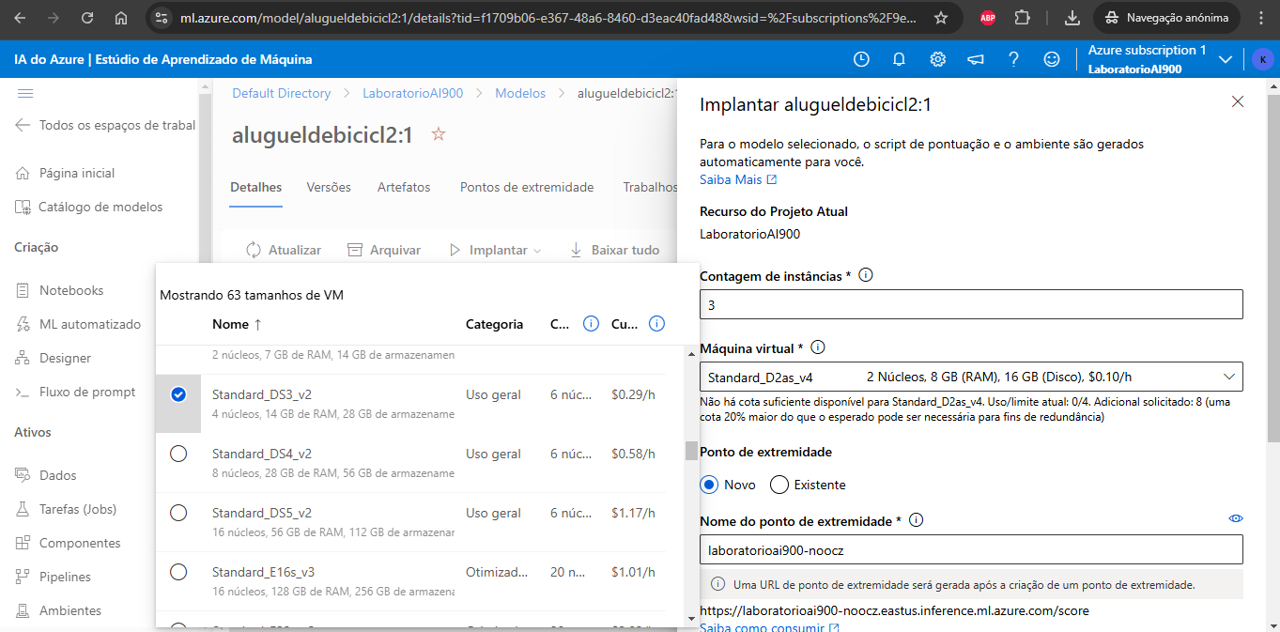 ml.azure.com/model/alugueldebicicl2:1/details?tid=f1709b06-e367-48a6-8460-d3eac40fad48&wsid=%2Fsubscriptions%2F9e...
ABP
Navegação anónima
IA do Azure | Estúdio de Aprendizado de Máquina
Azure subscription 1
LaboratorioAI900
K
Todos os espaços de trabal
Página inicial
Catálogo de modelos
Criação
Notebooks
ML automatizado
Designer
Fluxo de prompt
Ativos
Dados
Tarefas (Jobs)
Componentes
Pipelines
Ambientes
Default Directory > LaboratorioAI900 > Modelos > alugueldebicicl2:1
alugueldebicicl2:1
Detalhes Versões Artefatos Pontos de extremidade Trabalhos
Atualizar Arquivar Implantar Baixar tudo
Mostrando 63 tamanhos de VM
Nome ↑ Categoria C... Cu...
2 núcleos, 7 GB de RAM, 14 GB de armazenamen
Standard_DS3_v2 Uso geral 6 núc... $0.29/h
4 núcleos, 14 GB de RAM, 28 GB de armazename
Standard_DS4_v2 Uso geral 6 núc... $0.58/h
8 núcleos, 28 GB de RAM, 56 GB de armazename
Standard_DS5_v2 Uso geral 6 núc... $1.17/h
16 núcleos, 56 GB de RAM, 112 GB de armazenar
Standard_E16s_v3 Otimizad... 20 n... $1.01/h
16 núcleos, 128 GB de RAM, 256 GB de armazena
Implantar alugueldebicicl2:1
Para o modelo selecionado, o script de pontuação e o ambiente são gerados
automaticamente para você.
Saiba Mais
Recurso do Projeto Atual
LaboratorioAI900
Contagem de instâncias *
3
Máquina virtual *
Standard_D2as_v4 2 Núcleos, 8 GB (RAM), 16 GB (Disco), $0.10/h
Não há cota suficiente disponível para Standard_D2as_v4. Uso/limite atual: 0/4. Adicional solicitado: 8 (uma
cota 20% maior do que o esperado pode ser necessária para fins de redundância)
Ponto de extremidade
Novo Existente
Nome do ponto de extremidade *
laboratorioai900-noocz
Uma URL de ponto de extremidade será gerada após a criação de um ponto de extremidade.
https://laboratorioai900-noocz.eastus.inference.ml.azure.com/score
Saiba como consumir